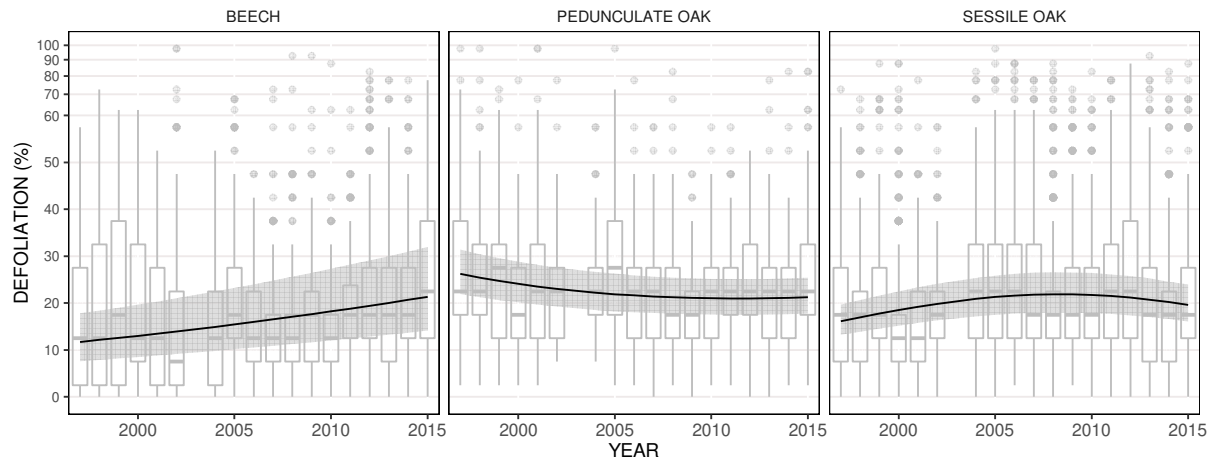 BEECH PEDUNCULATE OAK SESSILE OAK
DEFOLIATION (%)
100
90
80
70
60
50
40
30
20
10
0
2000 2005 2010 2015 2000 2005 2010 2015 2000 2005 2010 2015
YEAR